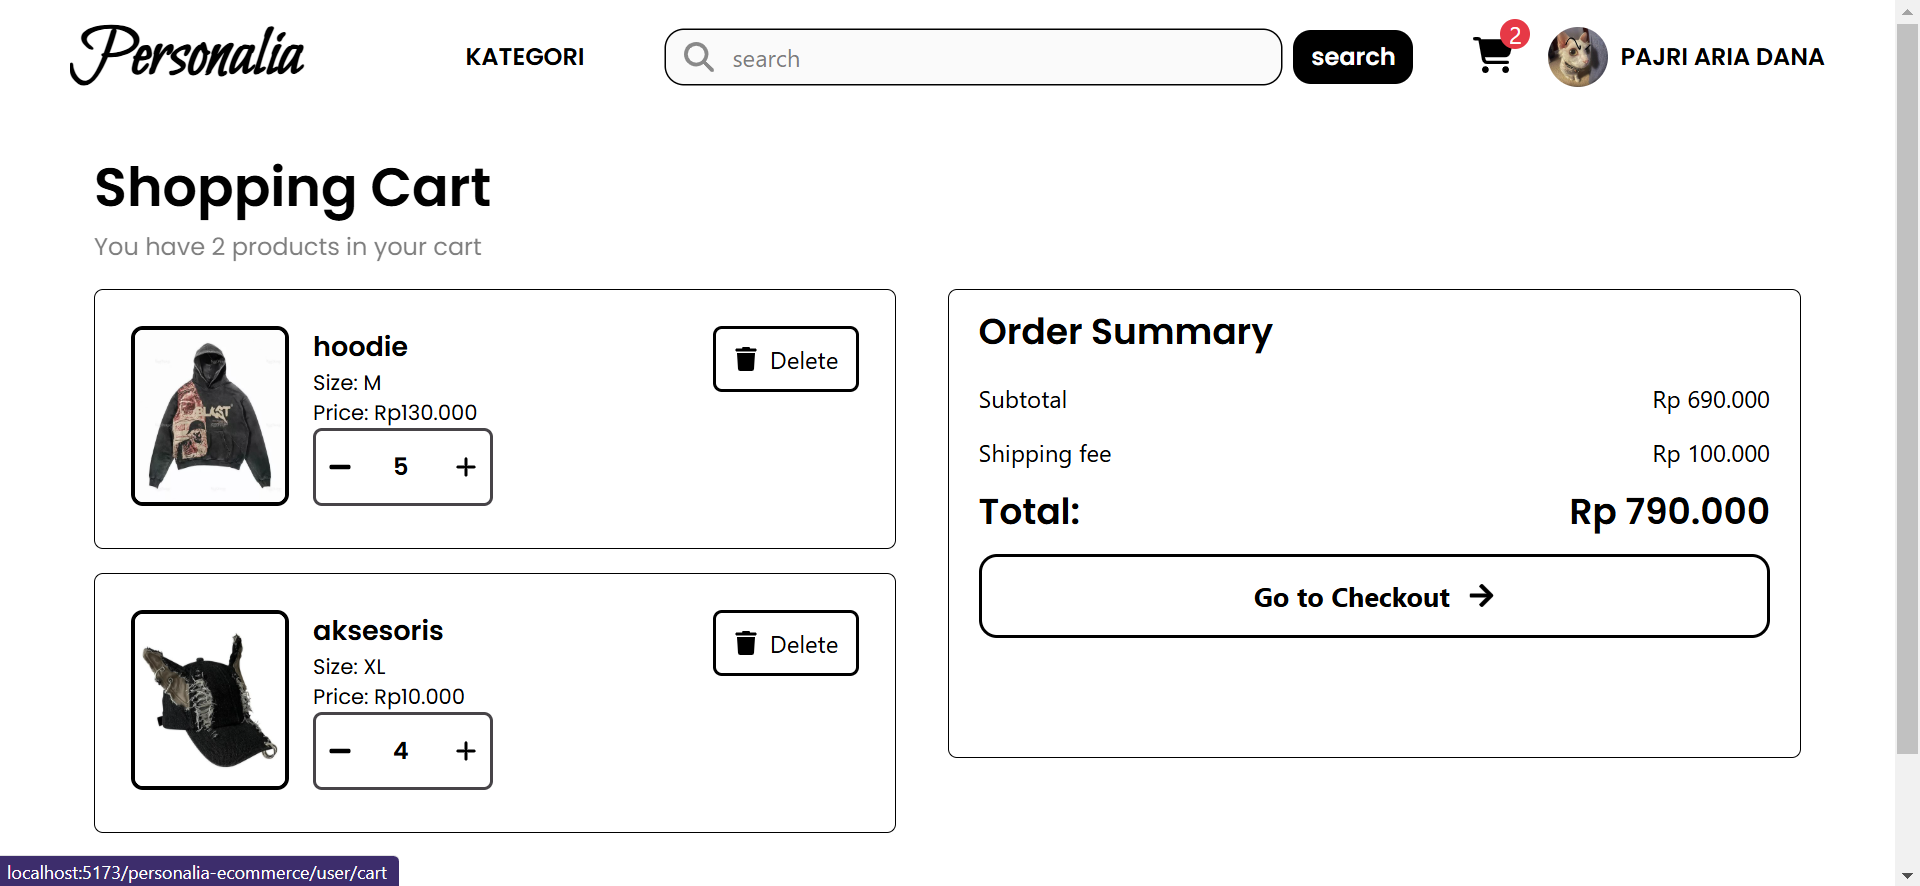 Personalia
KATEGORI
search
search
2
PAJRI ARIA DANA
Shopping Cart
You have 2 products in your cart
hoodie
Size: M
Price: Rp130.000
5
Delete
aksesoris
Size: XL
Price: Rp10.000
4
Delete
Order Summary
Subtotal Rp 690.000
Shipping fee Rp 100.000
Total: Rp 790.000
Go to Checkout
localhost:5173/personalia-ecommerce/user/cart